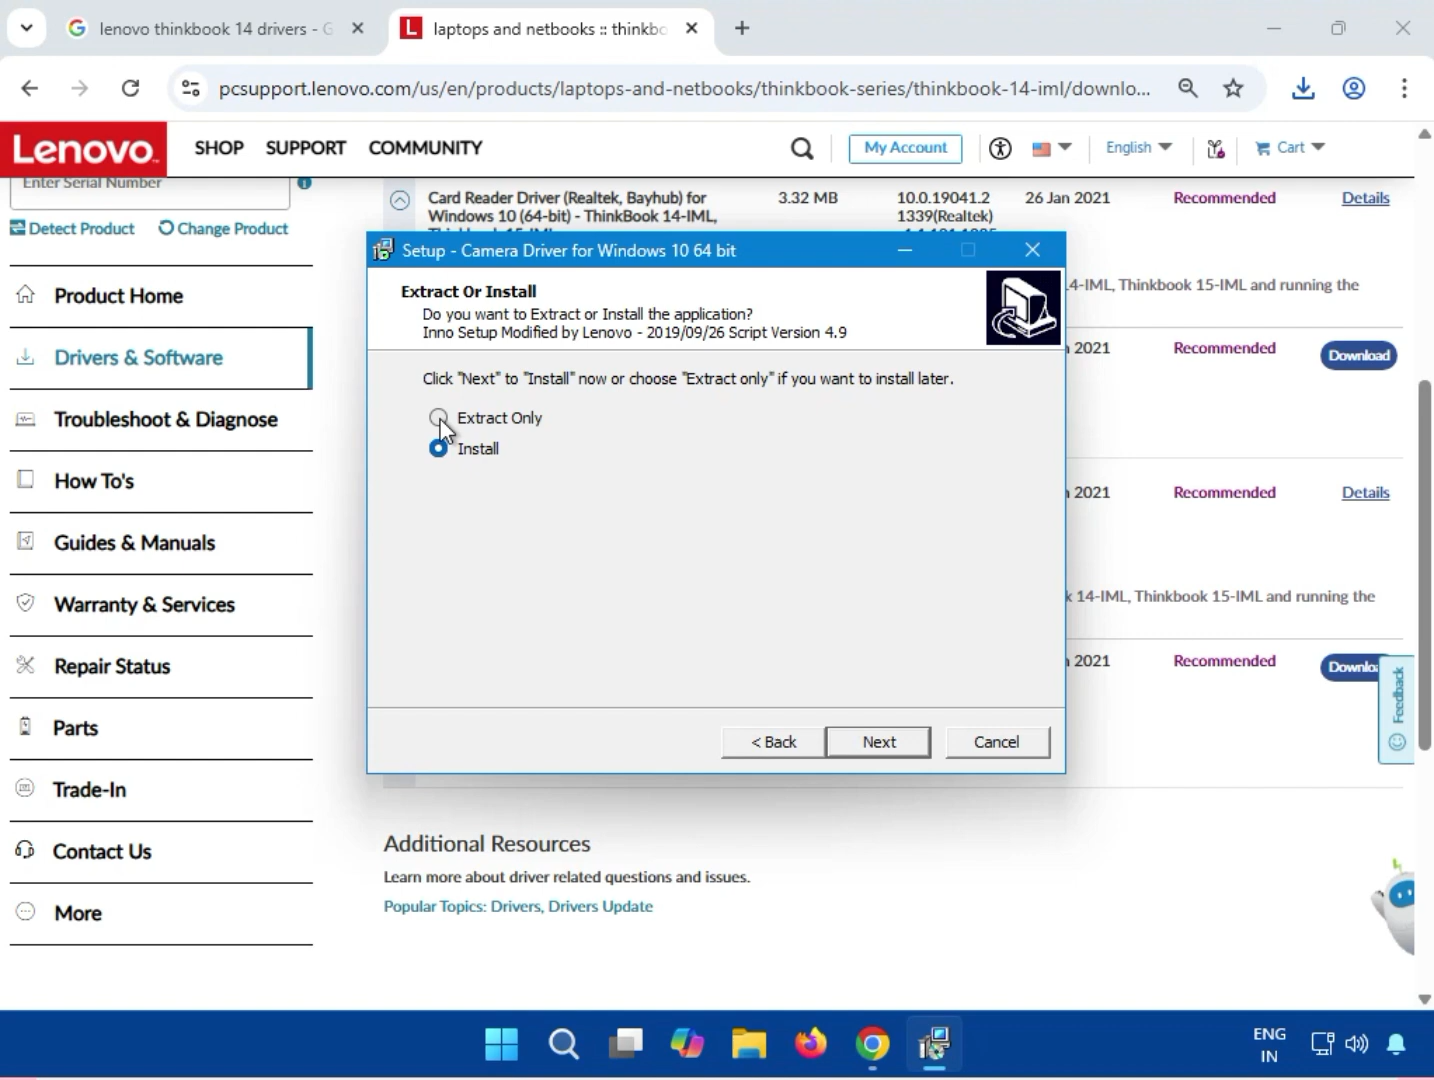 lenovo thinkbook 14 drivers - G
laptops and netbooks :: thinkbo
pcsupport.lenovo.com/us/en/products/laptops-and-netbooks/thinkbook-series/thinkbook-14-iml/downlo...
Lenovo
SHOP SUPPORT COMMUNITY
My Account
English
Cart
Enter Serial Number
Detect Product
Change Product
Product Home
Drivers & Software
Troubleshoot & Diagnose
How To's
Guides & Manuals
Warranty & Services
Repair Status
Parts
Trade-In
Contact Us
More
Card Reader Driver (Realtek, Bayhub) for
Windows 10 (64-bit) - ThinkBook 14-IML,
3.32 MB
10.0.19041.2
1339(Realtek)
26 Jan 2021
Recommended
Details
Setup - Camera Driver for Windows 10 64 bit
Extract Or Install
Do you want to Extract or Install the application?
Inno Setup Modified by Lenovo - 2019/09/26 Script Version 4.9
Click "Next" to "Install" now or choose "Extract only" if you want to install later.
Extract Only
Install
< Back
Next
Cancel
4-IML, Thinkbook 15-IML and running the
2021
Recommended
Download
2021
Recommended
Details
14-IML, Thinkbook 15-IML and running the
2021
Recommended
Downloa
Feedback
Additional Resources
Learn more about driver related questions and issues.
Popular Topics: Drivers, Drivers Update
ENG
IN